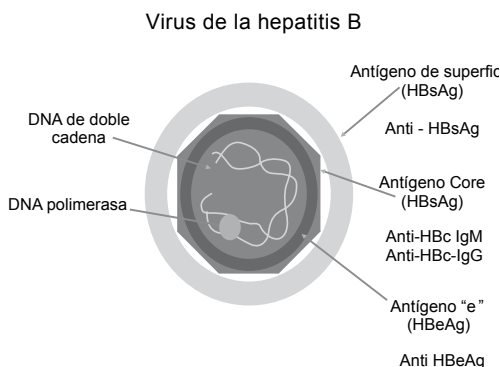 Virus de la hepatitis B
Antígeno de superfic
(HBsAg)
Anti - HBsAg
DNA de doble
cadena
Antígeno Core
(HBsAg)
DNA polimerasa
Anti-HBc IgM
Anti-HBc-IgG
Antígeno “e”
(HBeAg)
Anti HBeAg